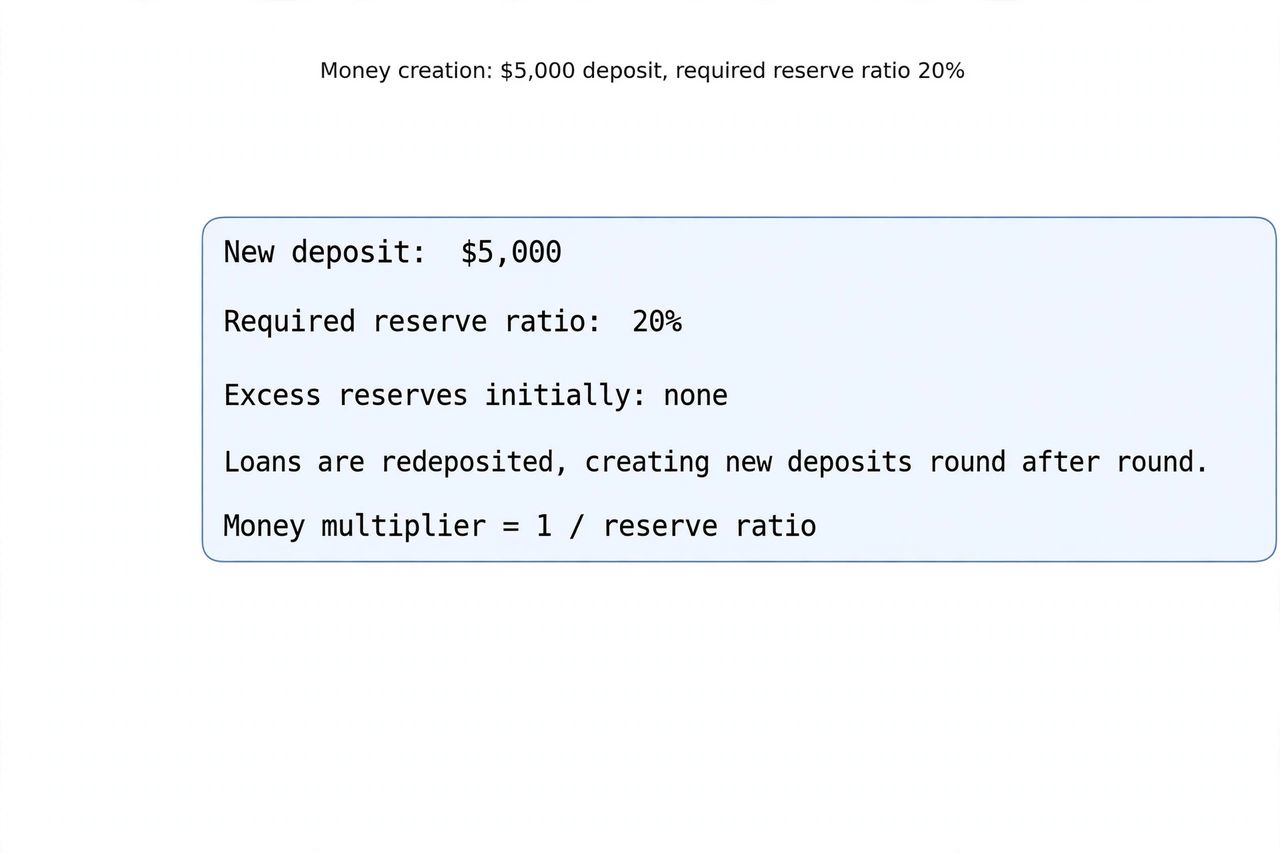 Money creation: $5,000 deposit, required reserve ratio 20%
New deposit:  $5,000
Required reserve ratio:  20%
Excess reserves initially: none
Loans are redeposited, creating new deposits round after round.
Money multiplier = 1 / reserve ratio